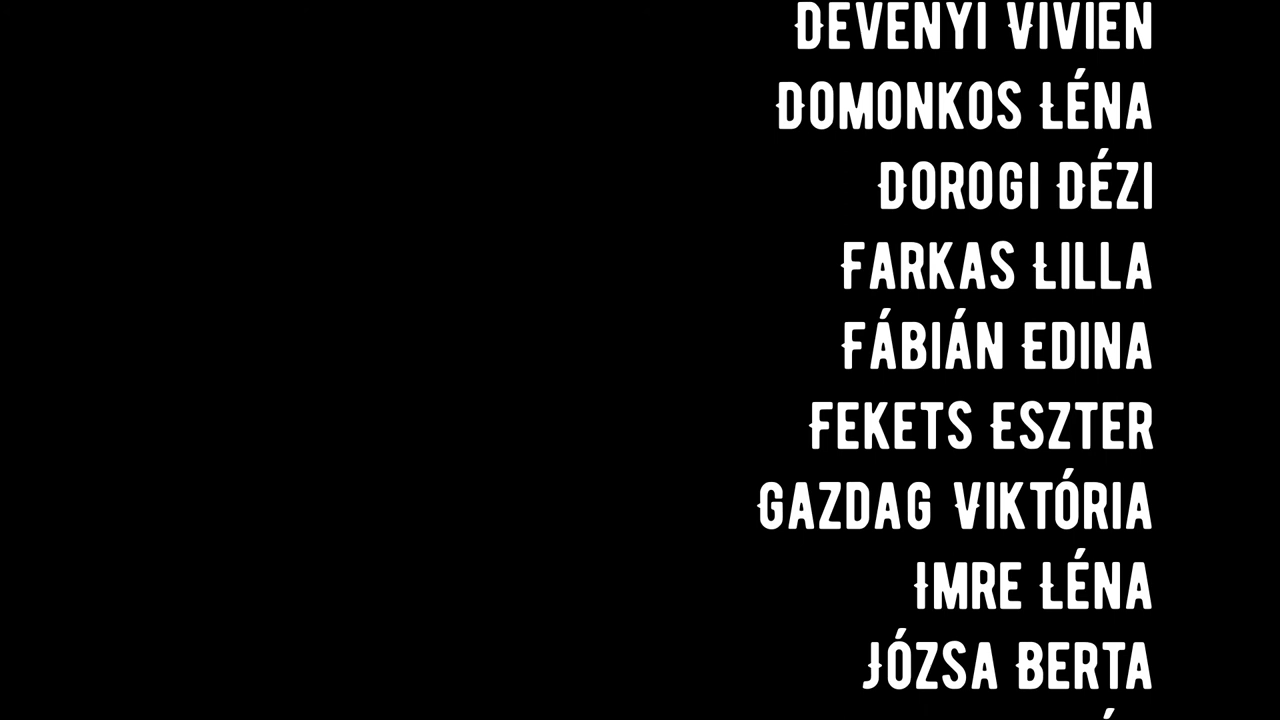 DEVENYI VIVIEN
DOMONKOS LÉNA
DOROGI DÉZI
FARKAS LILLA
FÁBIÁN EDINA
FEKETS ESZTER
GAZDAG VIKTÓRIA
IMRE LÉNA
JÓZSA BERTA